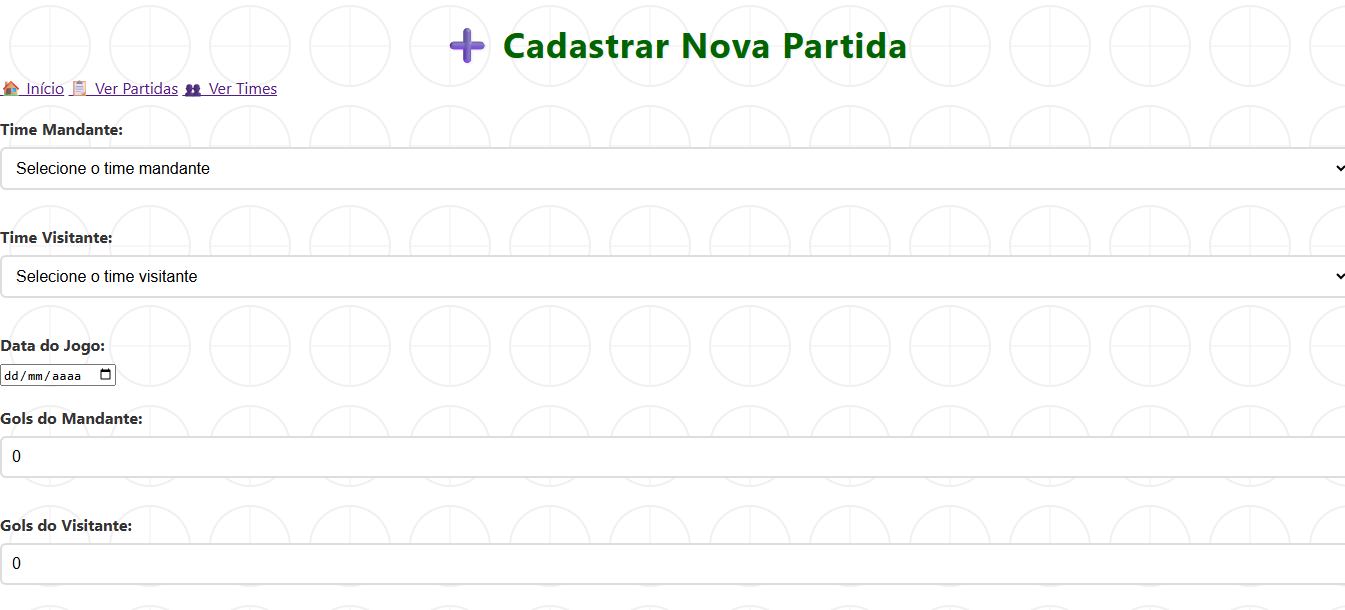 ➕ Cadastrar Nova Partida
🏠 Início 📋 Ver Partidas 👥 Ver Times
Time Mandante:
Selecione o time mandante
Time Visitante:
Selecione o time visitante
Data do Jogo:
dd/mm/aaaa
Gols do Mandante:
0
Gols do Visitante:
0